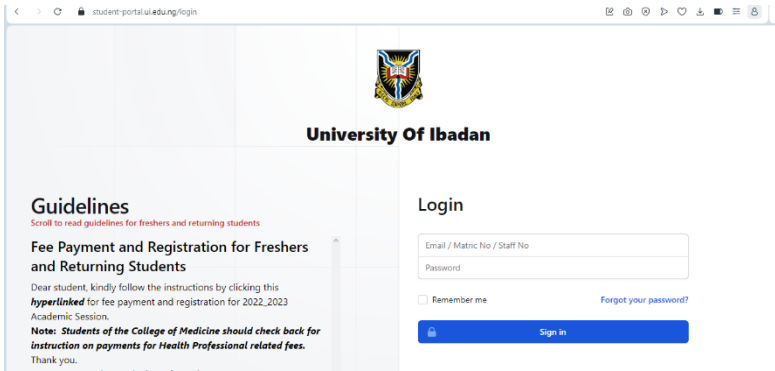 student-portal.ui.edu.ng/login
University Of Ibadan
Guidelines
Scroll to read guidelines for freshers and returning students
Fee Payment and Registration for Freshers
and Returning Students
Dear student, kindly follow the instructions by clicking this
hyperlinked for fee payment and registration for 2022_2023
Academic Session.
Note: Students of the College of Medicine should check back for
instruction on payments for Health Professional related fees.
Thank you.
Login
Email / Matric No / Staff No
Password
Remember me
Forgot your password?
Sign in